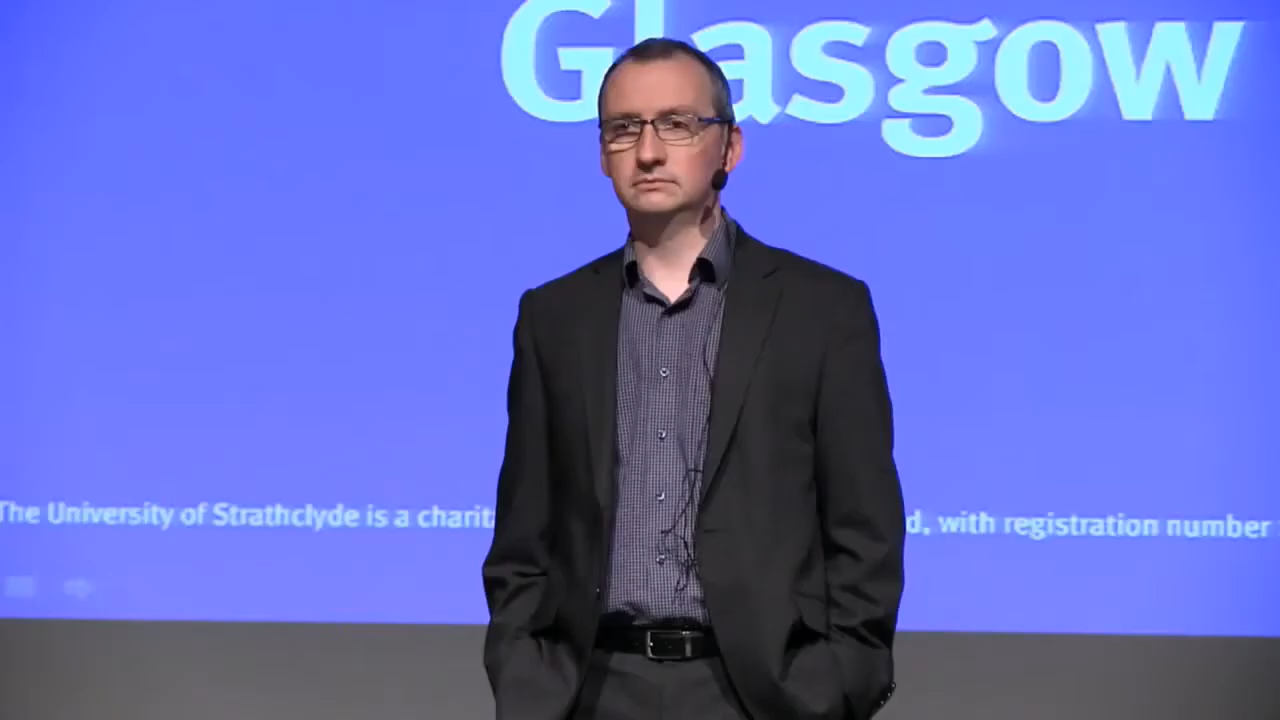 Glasgow
The University of Strathclyde is a charit d, with registration number